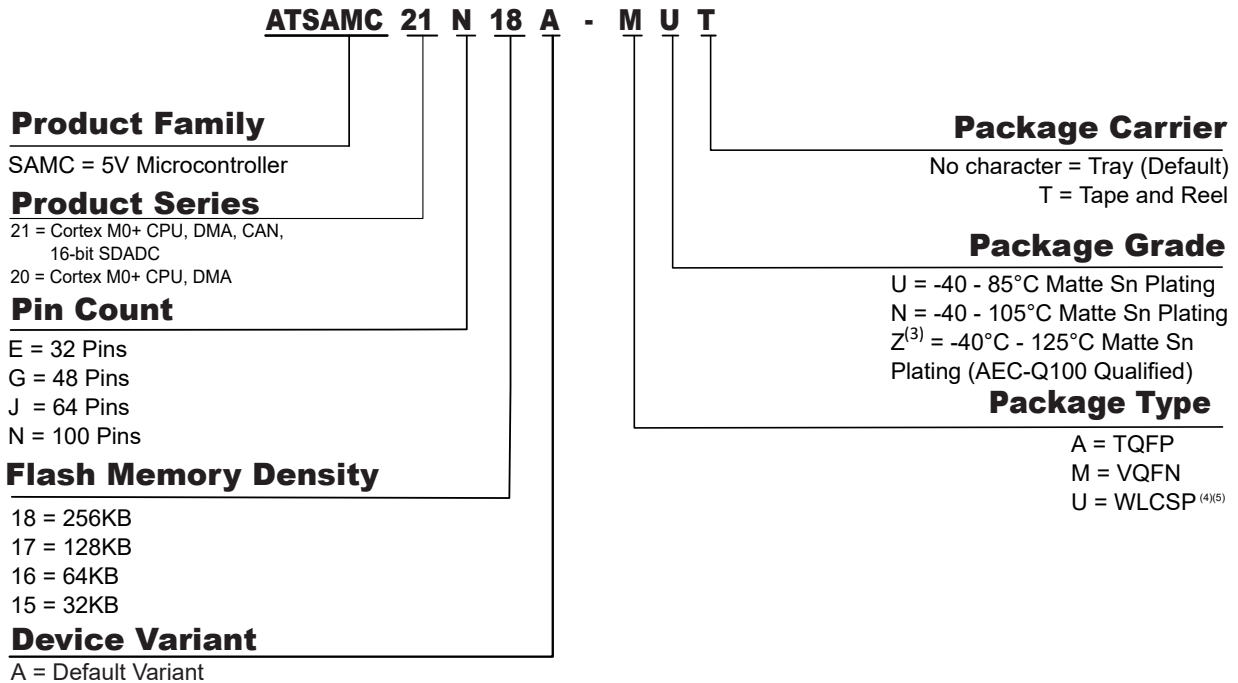 ATSAMC 21 N 18 A - M U T
Product Family
SAMC = 5V Microcontroller
Product Series
21 = Cortex M0+ CPU, DMA, CAN,
16-bit SDADC
20 = Cortex M0+ CPU, DMA
Pin Count
E = 32 Pins
G = 48 Pins
J = 64 Pins
N = 100 Pins
Flash Memory Density
18 = 256KB
17 = 128KB
16 = 64KB
15 = 32KB
Device Variant
A = Default Variant
Package Carrier
No character = Tray (Default)
T = Tape and Reel
Package Grade
U = -40 - 85°C Matte Sn Plating
N = -40 - 105°C Matte Sn Plating
Z(3) = -40°C - 125°C Matte Sn
Plating (AEC-Q100 Qualified)
Package Type
A = TQFP
M = VQFN
U = WLCSP (4)(5)